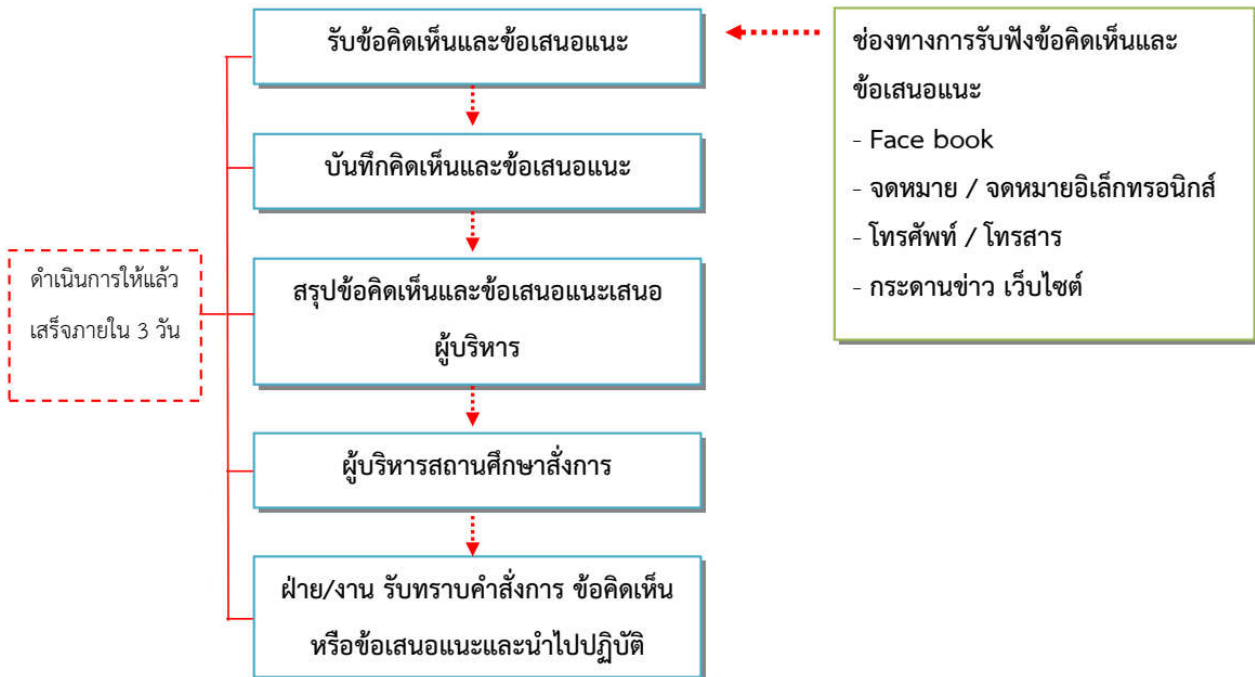 รับข้อคิดเห็นและข้อเสนอแนะ
บันทึกคิดเห็นและข้อเสนอแนะ
สรุปข้อคิดเห็นและข้อเสนอแนะเสนอ
ผู้บริหาร
ผู้บริหารสถานศึกษาสั่งการ
ฝ่าย/งาน รับทราบคำสั่งการ ข้อคิดเห็น
หรือข้อเสนอแนะและนำไปปฏิบัติ
ดำเนินการให้แล้ว
เสร็จภายใน 3 วัน
ช่องทางการรับฟังข้อคิดเห็นและ
ข้อเสนอแนะ
- Face book
- จดหมาย / จดหมายอิเล็กทรอนิกส์
- โทรศัพท์ / โทรสาร
- กระดานข่าว เว็บไซต์